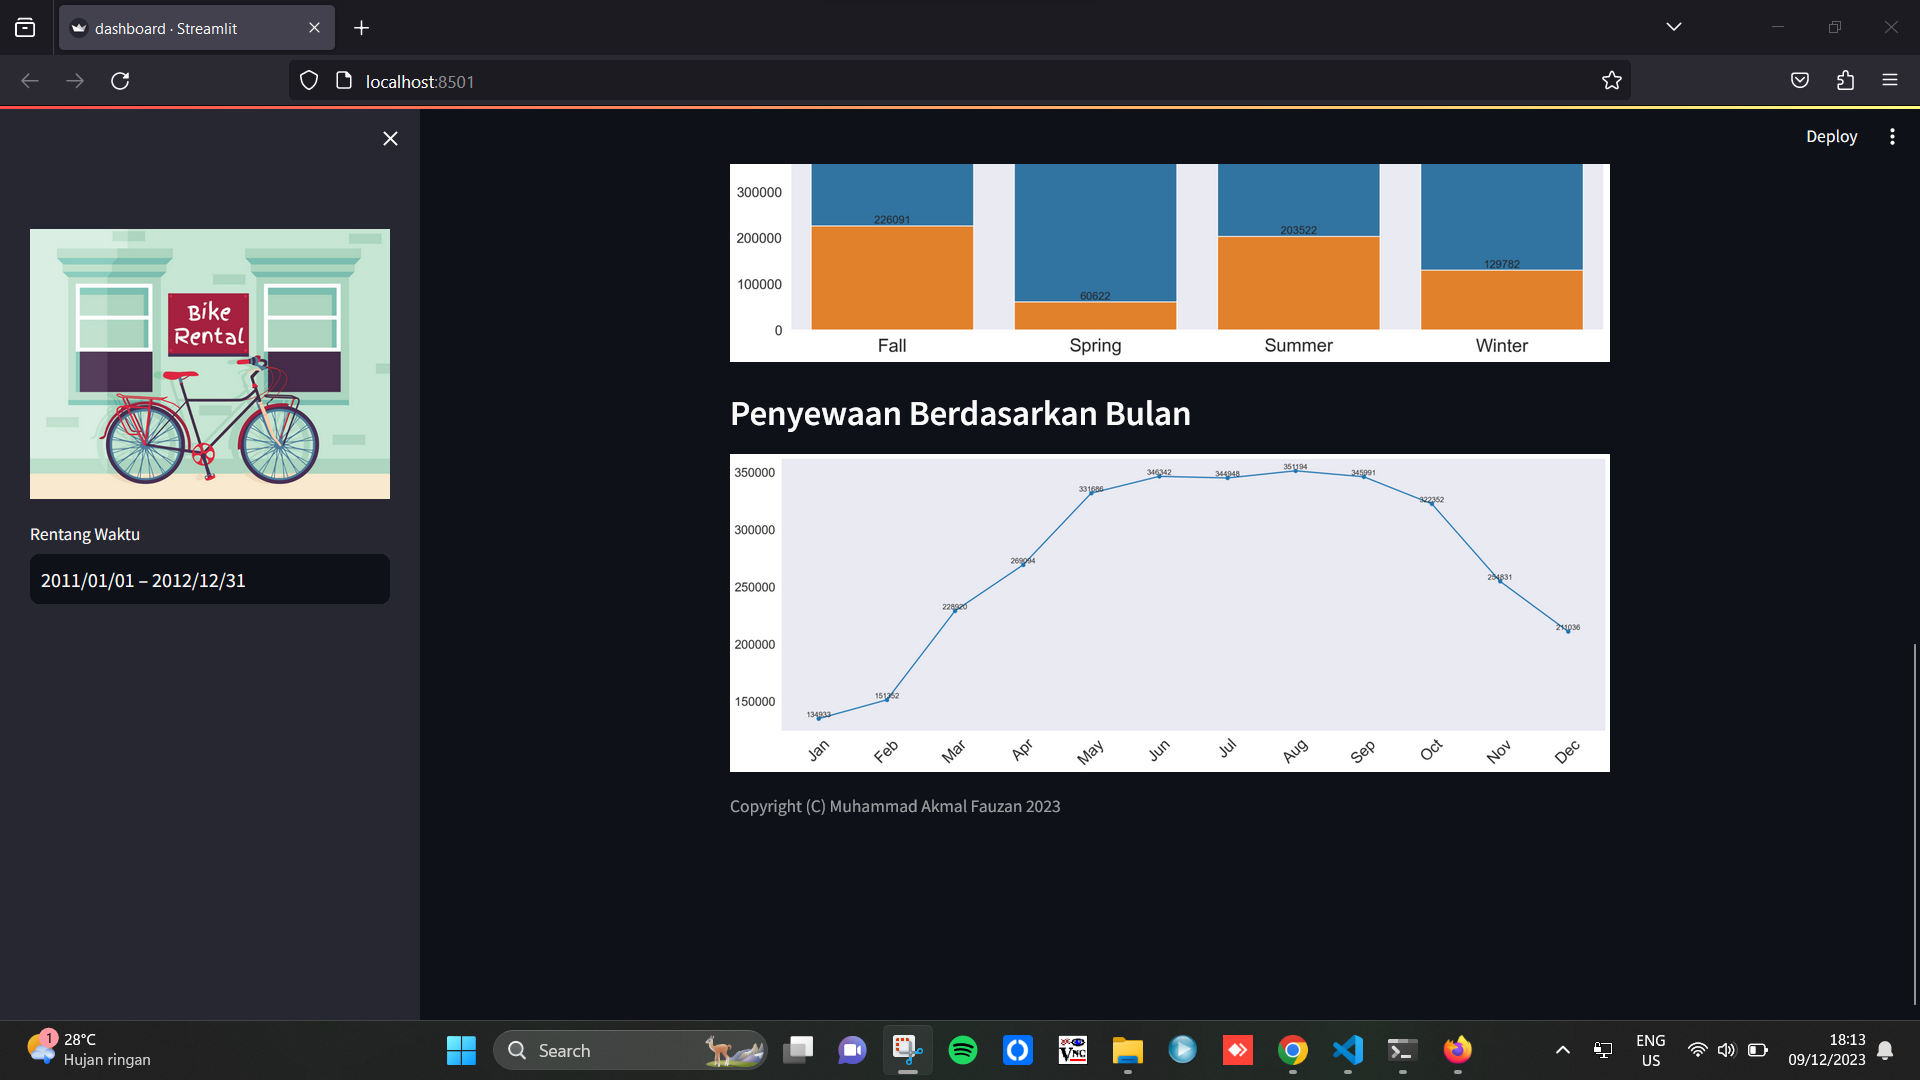 dashboard · Streamlit
localhost:8501
Deploy
Bike
Rental
Rentang Waktu
2011/01/01 – 2012/12/31
300000
200000
100000
0
226091
60622
203522
129782
Fall
Spring
Summer
Winter
Penyewaan Berdasarkan Bulan
350000
300000
250000
200000
150000
134933
151352
228920
269094
331686
346342
344948
351194
345991
322352
254831
211036
Jan
Feb
Mar
Apr
May
Jun
Jul
Aug
Sep
Oct
Nov
Dec
Copyright (C) Muhammad Akmal Fauzan 2023
1
28°C
Hujan ringan
Search
VNC
ENG
US
18:13
09/12/2023